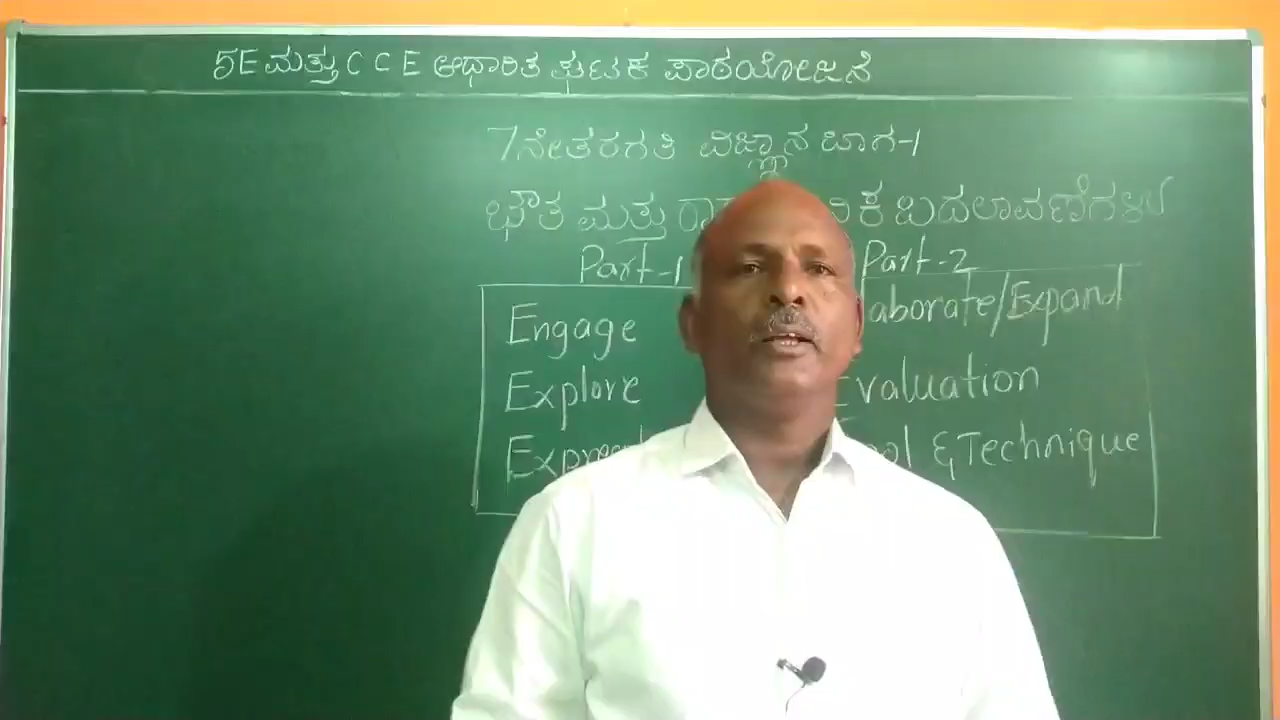 5E ಮತ್ತು C C E ಆಧಾರಿತ ಘಟಕ ಪಾಠಯೋಜನೆ
7ನೇತರಗತಿ ವಿಜ್ಞಾನ ಭಾಗ-1
ಭೌತ ಮತ್ತು ಬದಲಾವಣೆಗಳು
Part-1 Part-2
Engage /Expand
Explore Evaluation
&Technique